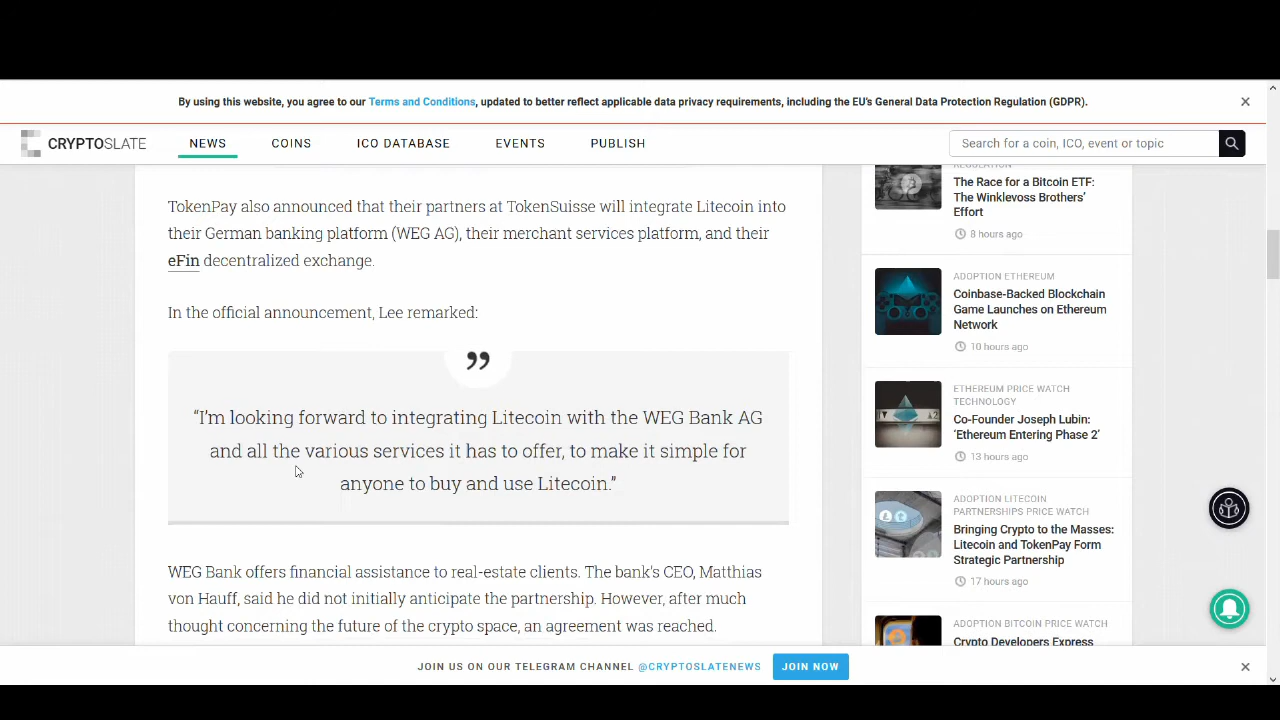 By using this website, you agree to our Terms and Conditions, updated to better reflect applicable data privacy requirements, including the EU's General Data Protection Regulation (GDPR).
CRYPTOSLATE
NEWS
COINS
ICO DATABASE
EVENTS
PUBLISH
Search for a coin, ICO, event or topic
TokenPay also announced that their partners at TokenSuisse will integrate Litecoin into
their German banking platform (WEG AG), their merchant services platform, and their
eFin decentralized exchange.
In the official announcement, Lee remarked:
”
“I’m looking forward to integrating Litecoin with the WEG Bank AG
and all the various services it has to offer, to make it simple for
anyone to buy and use Litecoin.”
WEG Bank offers financial assistance to real-estate clients. The bank’s CEO, Matthias
von Hauff, said he did not initially anticipate the partnership. However, after much
thought concerning the future of the crypto space, an agreement was reached.
REGULATION
The Race for a Bitcoin ETF:
The Winklevoss Brothers’
Effort
8 hours ago
ADOPTION ETHEREUM
Coinbase-Backed Blockchain
Game Launches on Ethereum
Network
10 hours ago
ETHEREUM PRICE WATCH
TECHNOLOGY
Co-Founder Joseph Lubin:
‘Ethereum Entering Phase 2’
13 hours ago
ADOPTION LITECOIN
PARTNERSHIPS PRICE WATCH
Bringing Crypto to the Masses:
Litecoin and TokenPay Form
Strategic Partnership
17 hours ago
ADOPTION BITCOIN PRICE WATCH
Crypto Developers Express
JOIN US ON OUR TELEGRAM CHANNEL @CRYPTOSLATENEWS
JOIN NOW